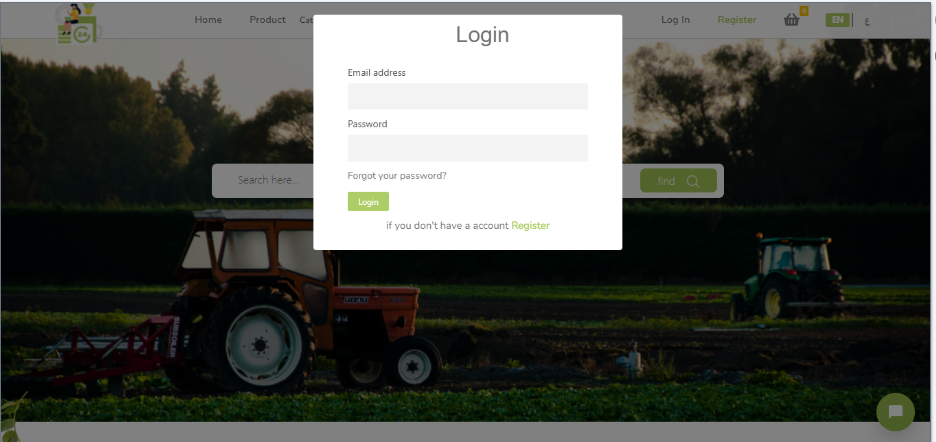 24
Home Product Cat
Log In Register 0 EN ع
Login
Email address
Password
Search here...
find
Forgot your password?
Login
if you don't have a account Register